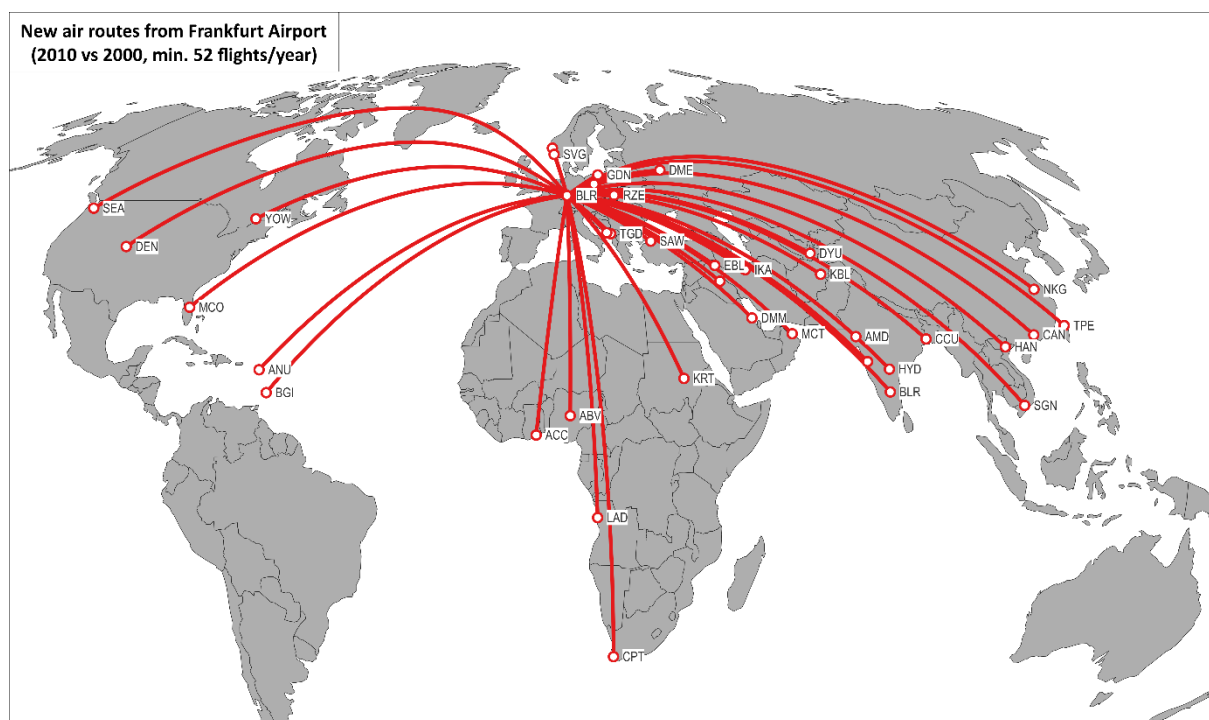 New air routes from Frankfurt Airport
(2010 vs 2000, min. 52 flights/year)
SVG
GDN
DME
BLR
RZE
SEA
YOW
TGD
SAW
DEN
DYU
EBL
IKA
KBL
NKG
MCO
DMM
MCT
AMD
CCU
HAN
CAN
TPE
ANU
KRT
HYD
BGI
BLR
SGN
ABV
ACC
LAD
CPT